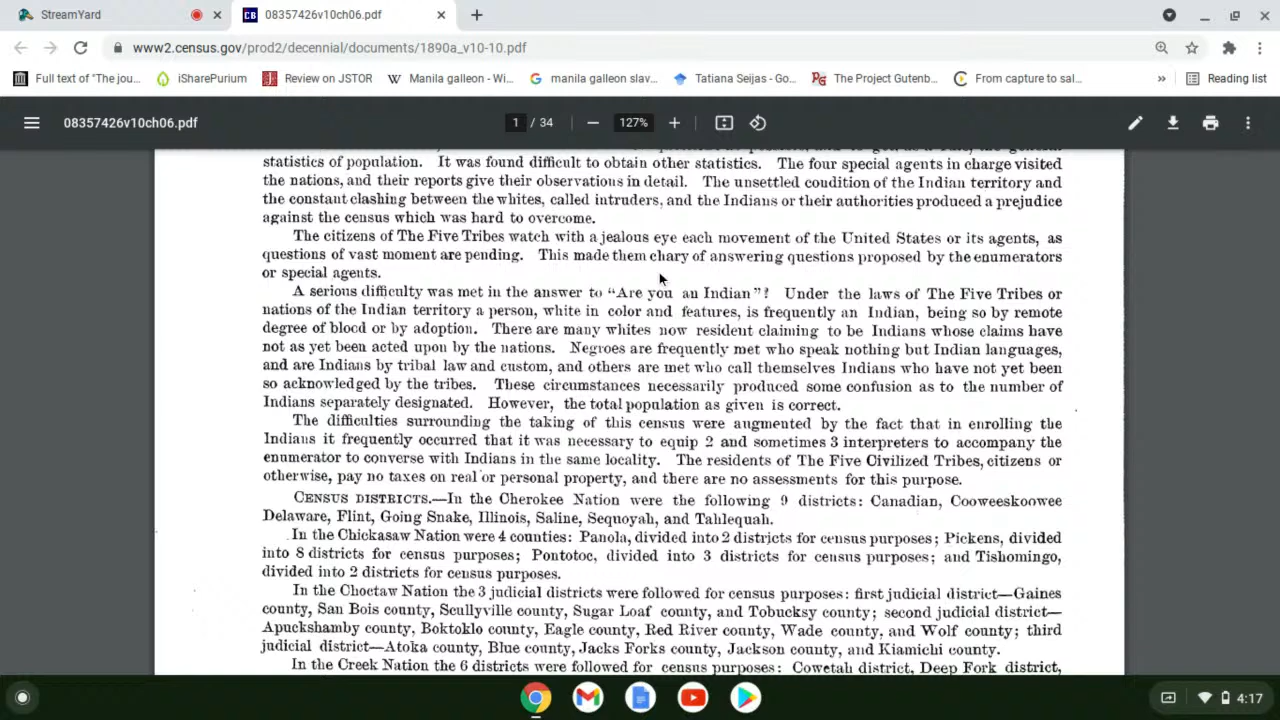 StreamYard
08357426v10ch06.pdf
www2.census.gov/prod2/decennial/documents/1890a_v10-10.pdf
Full text of "The jou...
iSharePurium
Review on JSTOR
Manila galleon - Wi...
manila galleon slav...
Tatiana Seijas - Go...
The Project Gutenb...
From capture to sal...
»
Reading list
08357426v10ch06.pdf
1 / 34
127%
statistics of population. It was found difficult to obtain other statistics. The four special agents in charge visited
the nations, and their reports give their observations in detail. The unsettled condition of the Indian territory and
the constant clashing between the whites, called intruders, and the Indians or their authorities produced a prejudice
against the census which was hard to overcome.
The citizens of The Five Tribes watch with a jealous eye each movement of the United States or its agents, as
questions of vast moment are pending. This made them chary of answering questions proposed by the enumerators
or special agents.
A serious difficulty was met in the answer to "Are you an Indian"? Under the laws of The Five Tribes or
nations of the Indian territory a person, white in color and features, is frequently an Indian, being so by remote
degree of blood or by adoption. There are many whites now resident claiming to be Indians whose claims have
not as yet been acted upon by the nations. Negroes are frequently met who speak nothing but Indian languages,
and are Indians by tribal law and custom, and others are met who call themselves Indians who have not yet been
so acknowledged by the tribes. These circumstances necessarily produced some confusion as to the number of
Indians separately designated. However, the total population as given is correct.
The difficulties surrounding the taking of this census were augmented by the fact that in enrolling the
Indians it frequently occurred that it was necessary to equip 2 and sometimes 3 interpreters to accompany the
enumerator to converse with Indians in the same locality. The residents of The Five Civilized Tribes, citizens or
otherwise, pay no taxes on real or personal property, and there are no assessments for this purpose.
CENSUS DISTRICTS.—In the Cherokee Nation were the following 9 districts: Canadian, Cooweeskoowee
Delaware, Flint, Going Snake, Illinois, Saline, Sequoyah, and Tahlequah.
In the Chickasaw Nation were 4 counties: Panola, divided into 2 districts for census purposes; Pickens, divided
into 8 districts for census purposes; Pontotoc, divided into 3 districts for census purposes; and Tishomingo,
divided into 2 districts for census purposes.
In the Choctaw Nation the 3 judicial districts were followed for census purposes: first judicial district—Gaines
county, San Bois county, Scullyville county, Sugar Loaf county, and Tobucksy county; second judicial district—
Apuckshamby county, Boktoklo county, Eagle county, Red River county, Wade county, and Wolf county; third
judicial district—Atoka county, Blue county, Jacks Forks county, Jackson county, and Kiamichi county.
In the Creek Nation the 6 districts were followed for census purposes: Cowetah district, Deep Fork district,
4:17